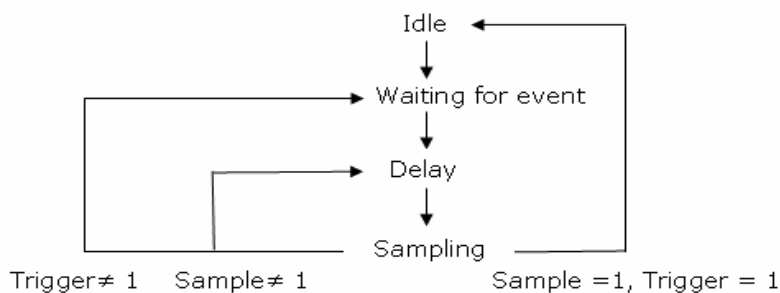 Idle
Waiting for event
Delay
Sampling
Trigger≠ 1
Sample≠ 1
Sample =1, Trigger = 1